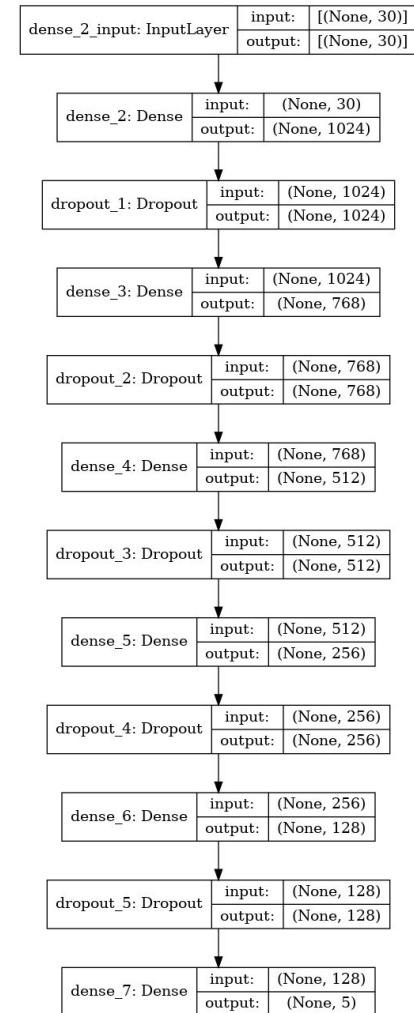 dense_2_input: InputLayer input: [(None, 30)]
output: [(None, 30)]
dense_2: Dense input: (None, 30)
output: (None, 1024)
dropout_1: Dropout input: (None, 1024)
output: (None, 1024)
dense_3: Dense input: (None, 1024)
output: (None, 768)
dropout_2: Dropout input: (None, 768)
output: (None, 768)
dense_4: Dense input: (None, 768)
output: (None, 512)
dropout_3: Dropout input: (None, 512)
output: (None, 512)
dense_5: Dense input: (None, 512)
output: (None, 256)
dropout_4: Dropout input: (None, 256)
output: (None, 256)
dense_6: Dense input: (None, 256)
output: (None, 128)
dropout_5: Dropout input: (None, 128)
output: (None, 128)
dense_7: Dense input: (None, 128)
output: (None, 5)